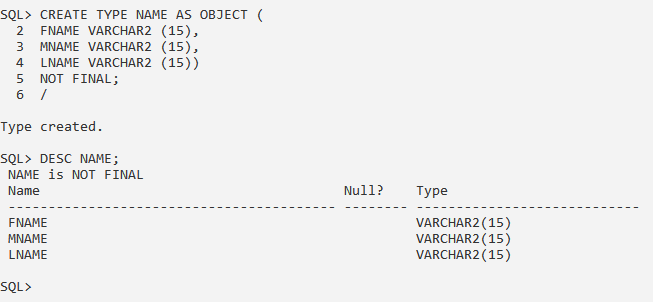 SQL> CREATE TYPE NAME AS OBJECT (
  2  FNAME VARCHAR2 (15),
  3  MNAME VARCHAR2 (15),
  4  LNAME VARCHAR2 (15))
  5  NOT FINAL;
  6  /
Type created.
SQL> DESC NAME;
 NAME is NOT FINAL
 Name                                      Null?    Type
 ----------------------------------------- -------- ----------------------------
 FNAME                                              VARCHAR2(15)
 MNAME                                              VARCHAR2(15)
 LNAME                                              VARCHAR2(15)
SQL>